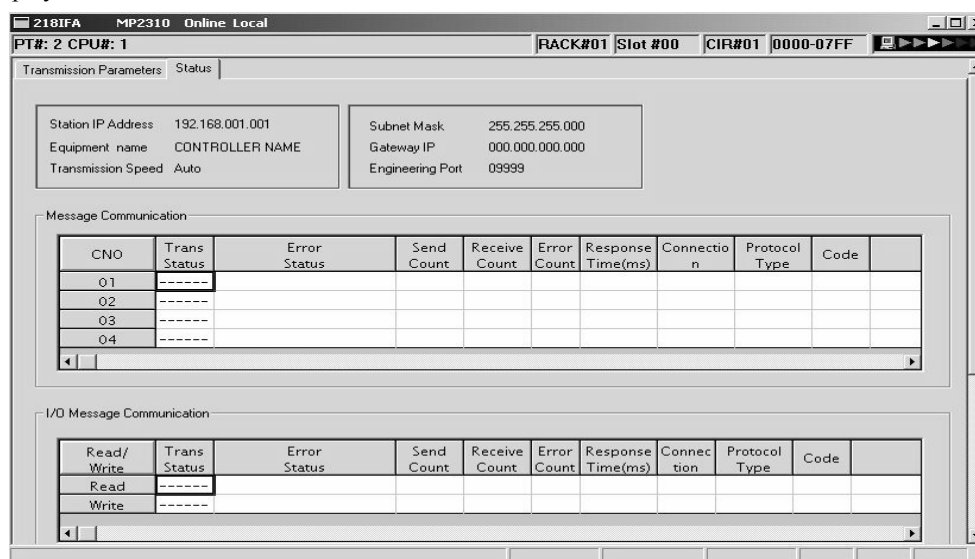 218IFA MP2310 Online Local
PT#: 2 CPU#: 1 RACK#01 Slot #00 CIR#01 0000-07FF
Transmission Parameters Status
Station IP Address 192.168.001.001
Equipment name CONTROLLER NAME
Transmission Speed Auto
Subnet Mask 255.255.255.000
Gateway IP 000.000.000.000
Engineering Port 09999
Message Communication
CNO Trans Status Error Status Send Count Receive Count Error Count Response Time(ms) Connectio n Protocol Type Code
01 ------
02 ------
03 ------
04 ------
I/O Message Communication
Read/ Write Trans Status Error Status Send Count Receive Count Error Count Response Time(ms) Connec tion Protocol Type Code
Read ------
Write ------